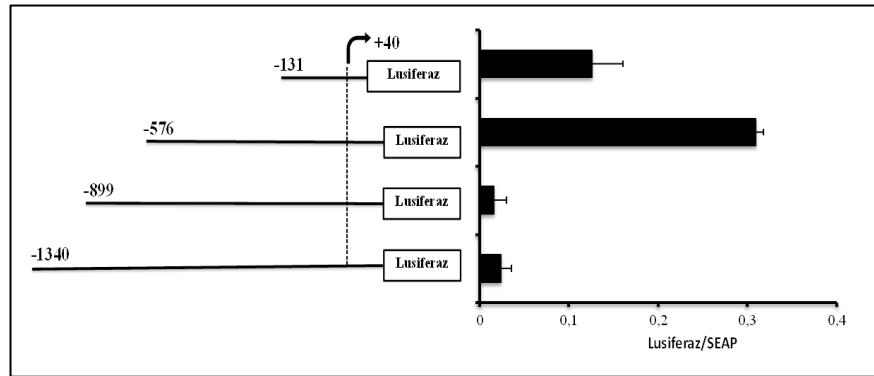 +40
-131
Lusiferaz
-576
Lusiferaz
-899
Lusiferaz
-1340
Lusiferaz
0 0,1 0,2 0,3 0,4
Lusiferaz/SEAP